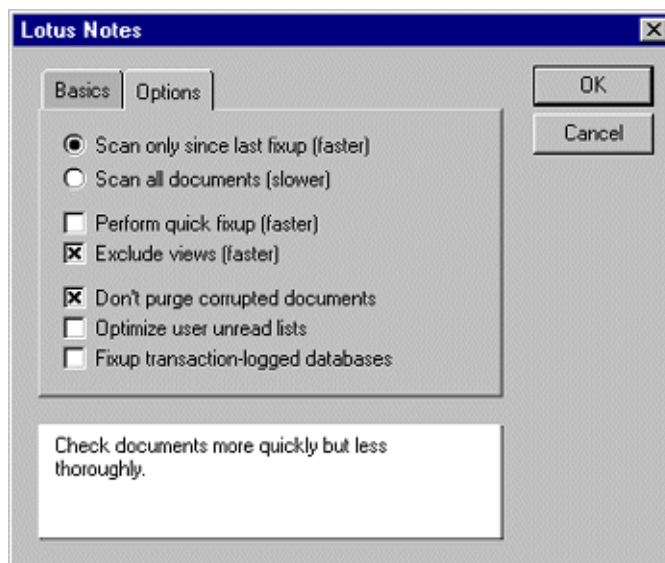 Lotus Notes
Basics
Options
OK
Cancel
Scan only since last fixup (faster)
Scan all documents (slower)
Perform quick fixup (faster)
Exclude views (faster)
Don't purge corrupted documents
Optimize user unread lists
Fixup transaction-logged databases
Check documents more quickly but less
thoroughly.